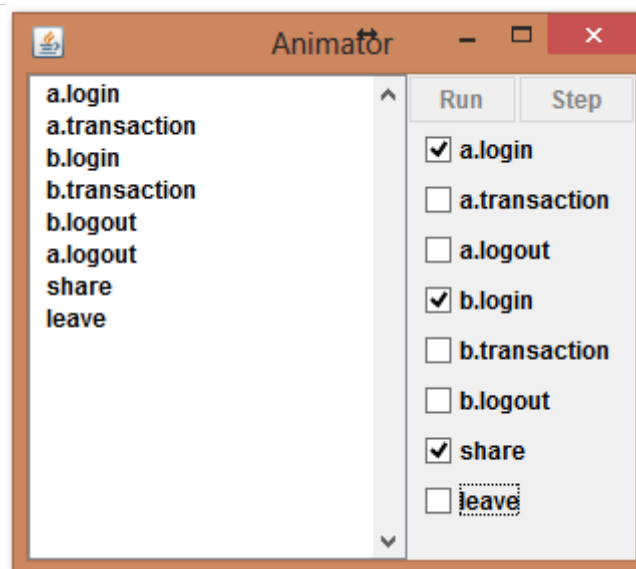 Animator
a.login
a.transaction
b.login
b.transaction
b.logout
a.logout
share
leave
Run Step
a.login
a.transaction
a.logout
b.login
b.transaction
b.logout
share
leave